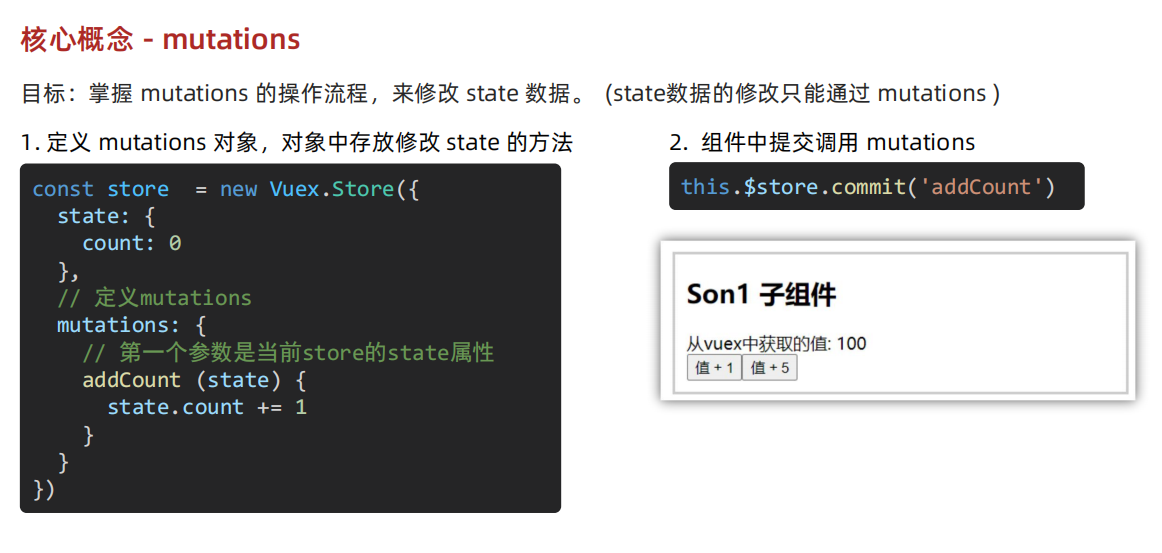 核心概念 - mutations
目标：掌握 mutations 的操作流程，来修改 state 数据。 (state数据的修改只能通过 mutations )
1. 定义 mutations 对象，对象中存放修改 state 的方法
const store  = new Vuex.Store({
  state: {
    count: 0
  },
  // 定义mutations
  mutations: {
    // 第一个参数是当前store的state属性
    addCount (state) {
      state.count += 1
    }
  }
})
2. 组件中提交调用 mutations
this.$store.commit('addCount')
Son1 子组件
从vuex中获取的值: 100
值 + 1 值 + 5